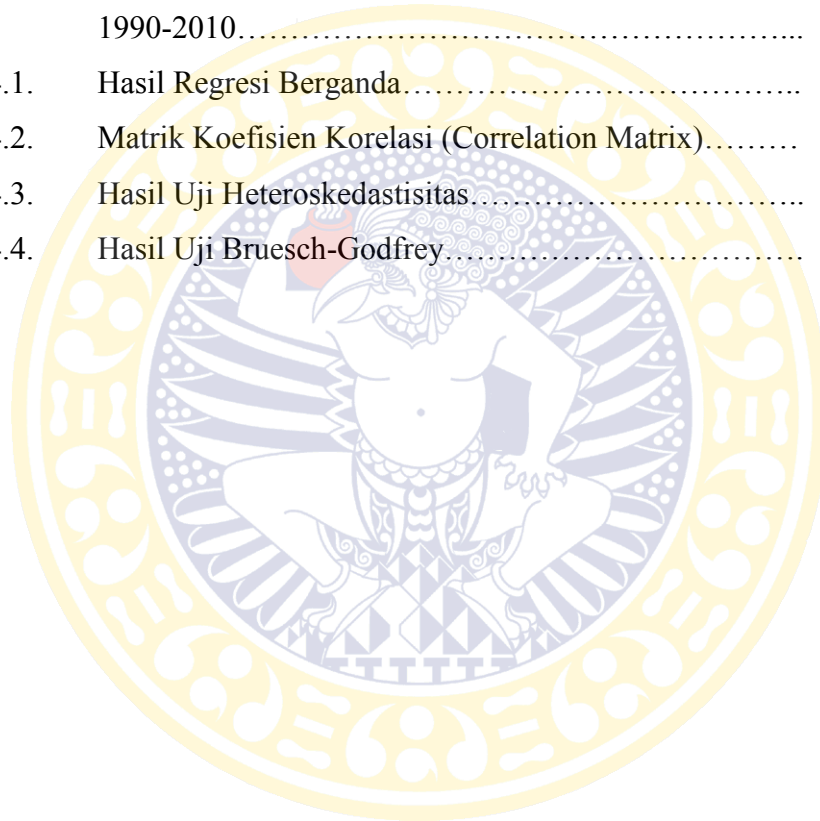 1990-2010……………………………………………………...
.1. Hasil Regresi Berganda………………………………..
.2. Matrik Koefisien Korelasi (Correlation Matrix)………
.3. Hasil Uji Heteroskedastisitas…………………………..
.4. Hasil Uji Bruesch-Godfrey…………………………….